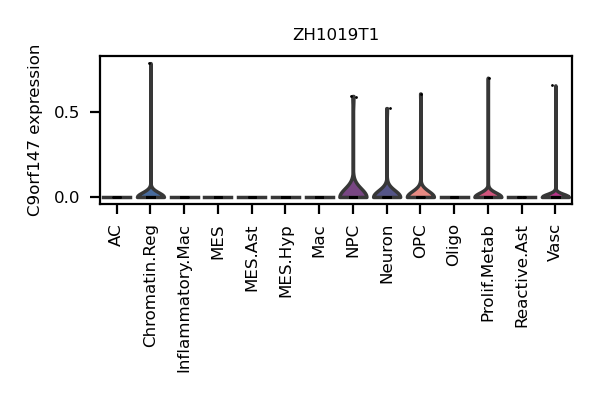 ZH1019T1
C9orf147 expression
0.5
0.0
AC
Chromatin.Reg
Inflammatory.Mac
MES
MES.Ast
MES.Hyp
Mac
NPC
Neuron
OPC
Oligo
Prolif.Metab
Reactive.Ast
Vasc